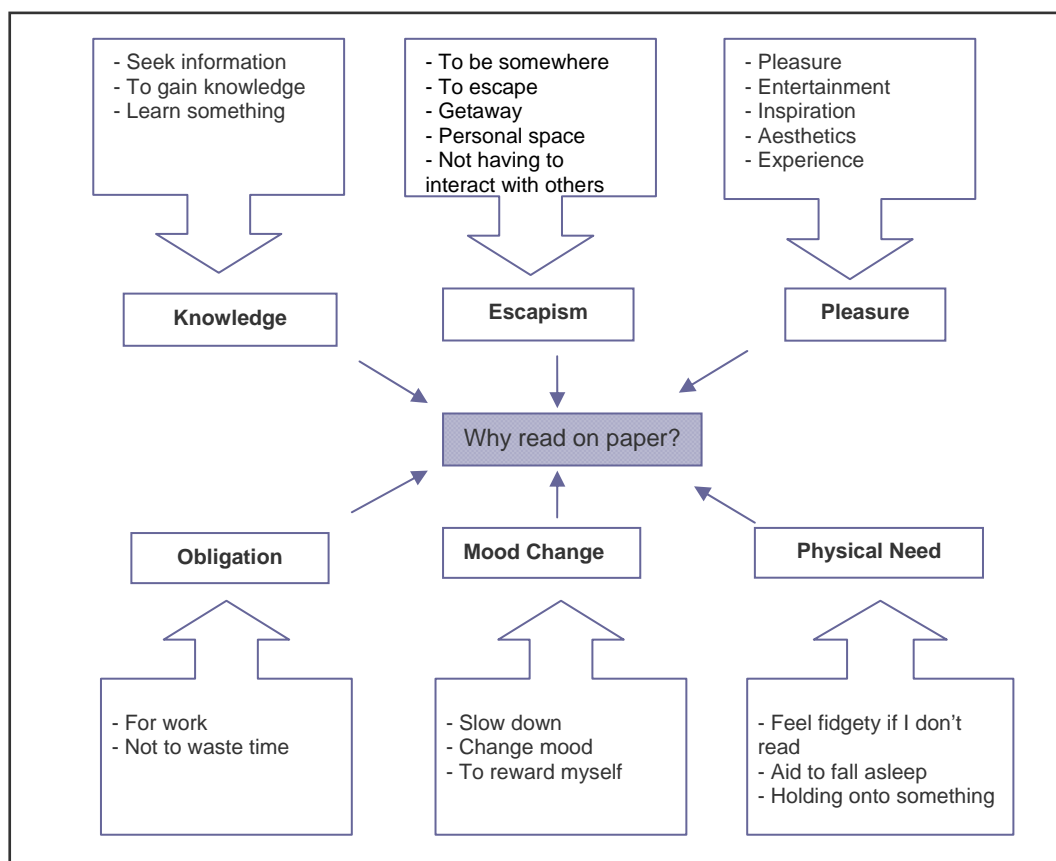 - Seek information
- To gain knowledge
- Learn something
- To be somewhere
- To escape
- Getaway
- Personal space
- Not having to
interact with others
- Pleasure
- Entertainment
- Inspiration
- Aesthetics
- Experience
Knowledge
Escapism
Pleasure
Why read on paper?
Obligation
Mood Change
Physical Need
- For work
- Not to waste time
- Slow down
- Change mood
- To reward myself
- Feel fidgety if I don’t
read
- Aid to fall asleep
- Holding onto something